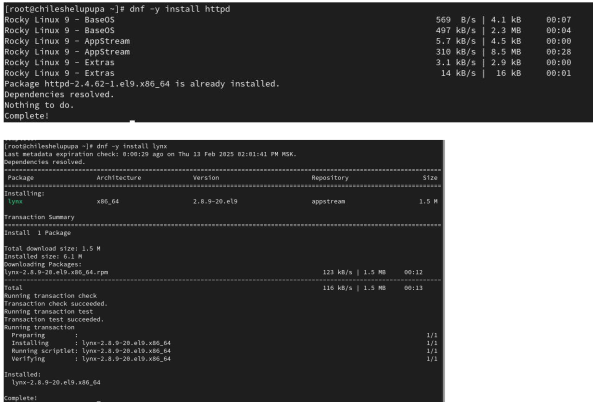 [root@chileshelupupa ~]# dnf -y install httpd
Rocky Linux 9 - BaseOS 569 B/s | 4.1 kB 00:07
Rocky Linux 9 - BaseOS 497 kB/s | 2.3 MB 00:04
Rocky Linux 9 - AppStream 5.7 kB/s | 4.5 kB 00:00
Rocky Linux 9 - AppStream 310 kB/s | 8.5 MB 00:28
Rocky Linux 9 - Extras 3.1 kB/s | 2.9 kB 00:00
Rocky Linux 9 - Extras 14 kB/s | 16 kB 00:01
Package httpd-2.4.62-1.el9.x86_64 is already installed.
Dependencies resolved.
Nothing to do.
Complete!
[root@chileshelupupa ~]# dnf -y install lynx
Last metadata expiration check: 0:00:29 ago on Thu 13 Feb 2025 02:01:41 PM MSK.
Dependencies resolved.
Package Architecture Version Repository Size
Installing:
lynx x86_64 2.8.9-20.el9 appstream 1.5 M
Transaction Summary
Install 1 Package
Total download size: 1.5 M
Installed size: 6.1 M
Downloading Packages:
lynx-2.8.9-20.el9.x86_64.rpm 123 kB/s | 1.5 MB 00:12
Total 116 kB/s | 1.5 MB 00:13
Running transaction check
Transaction check succeeded.
Running transaction test
Transaction test succeeded.
Running transaction
Preparing : 1/1
Installing : lynx-2.8.9-20.el9.x86_64 1/1
Running scriptlet: lynx-2.8.9-20.el9.x86_64 1/1
Verifying : lynx-2.8.9-20.el9.x86_64 1/1
Installed:
lynx-2.8.9-20.el9.x86_64
Complete!